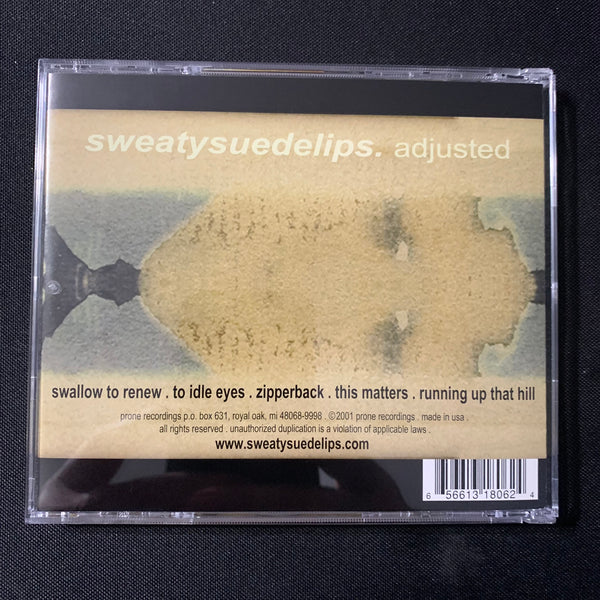 sweatysuedelips. adjusted
swallow to renew . to idle eyes . zipperback . this matters . running up that hill
prone recordings p.o. box 631, royal oak, mi 48068-9998 . ©2001 prone recordings . made in usa .
all rights reserved . unauthorized duplication is a violation of applicable laws .
www.sweatysuedelips.com
6 56613 18062 4